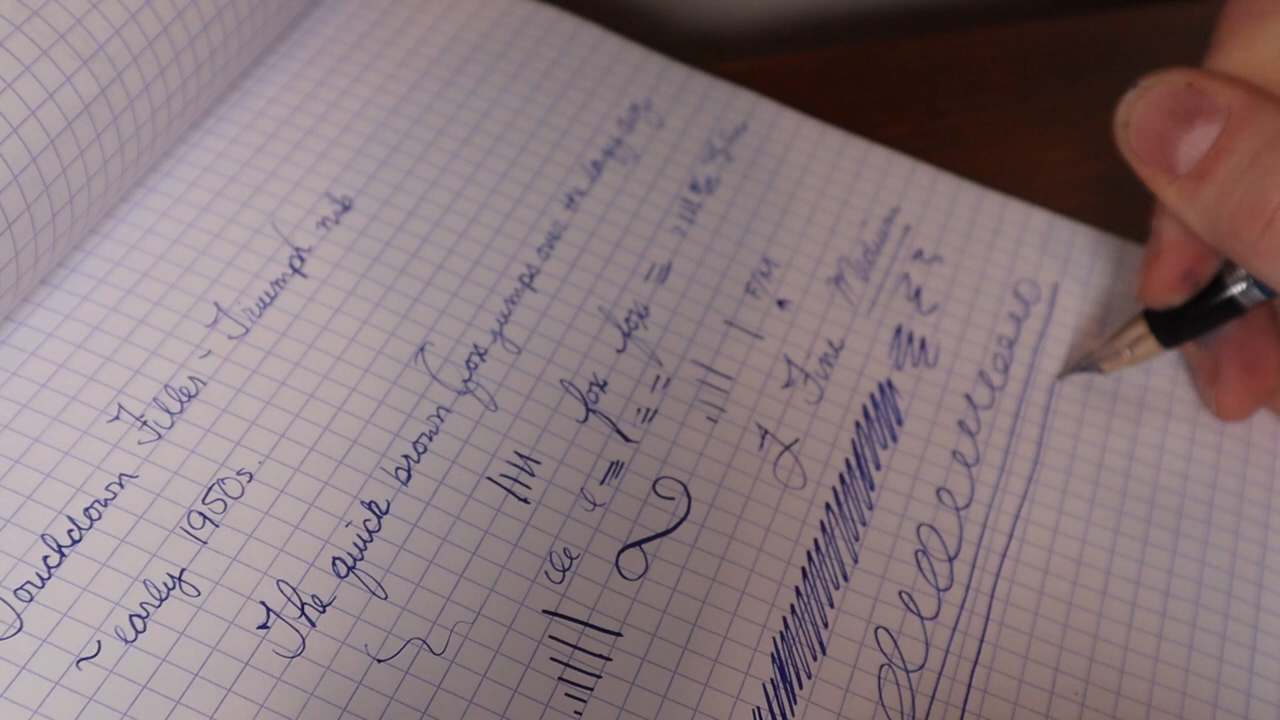 Touchdown Filler - Triumph nib
~ early 1950s.
The quick brown fox jumps over the lazy dog
fox fox
F/M
J Fine Medium